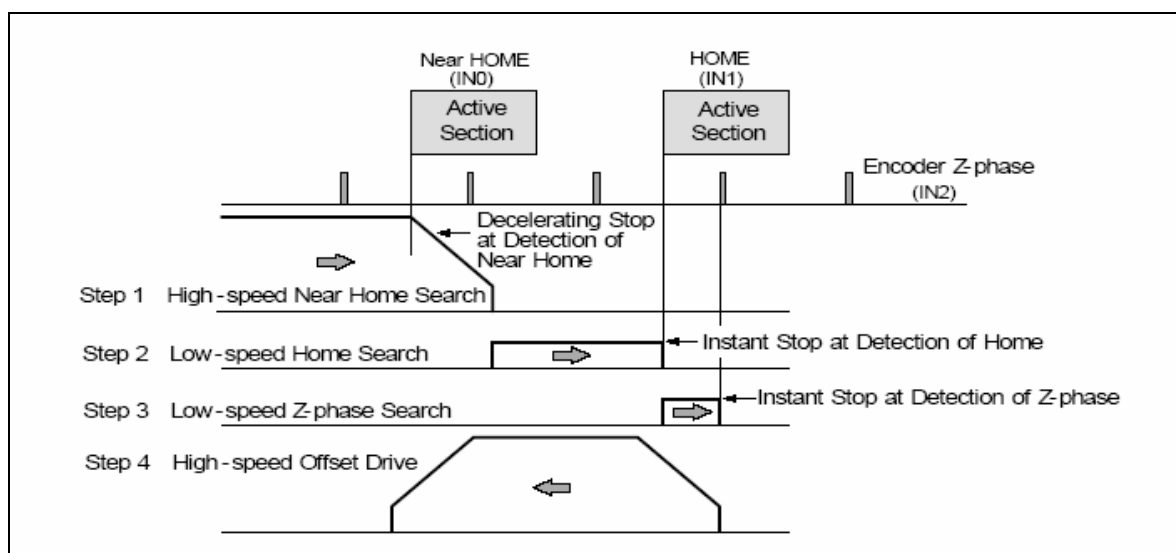 Near HOME
(IN0)
HOME
(IN1)
Active
Section
Active
Section
Encoder Z-phase
(IN2)
Decelerating Stop
at Detection of
Near Home
Step 1 High-speed Near Home Search
Step 2 Low-speed Home Search
Instant Stop at Detection of Home
Step 3 Low-speed Z-phase Search
Instant Stop at Detection of Z-phase
Step 4 High-speed Offset Drive